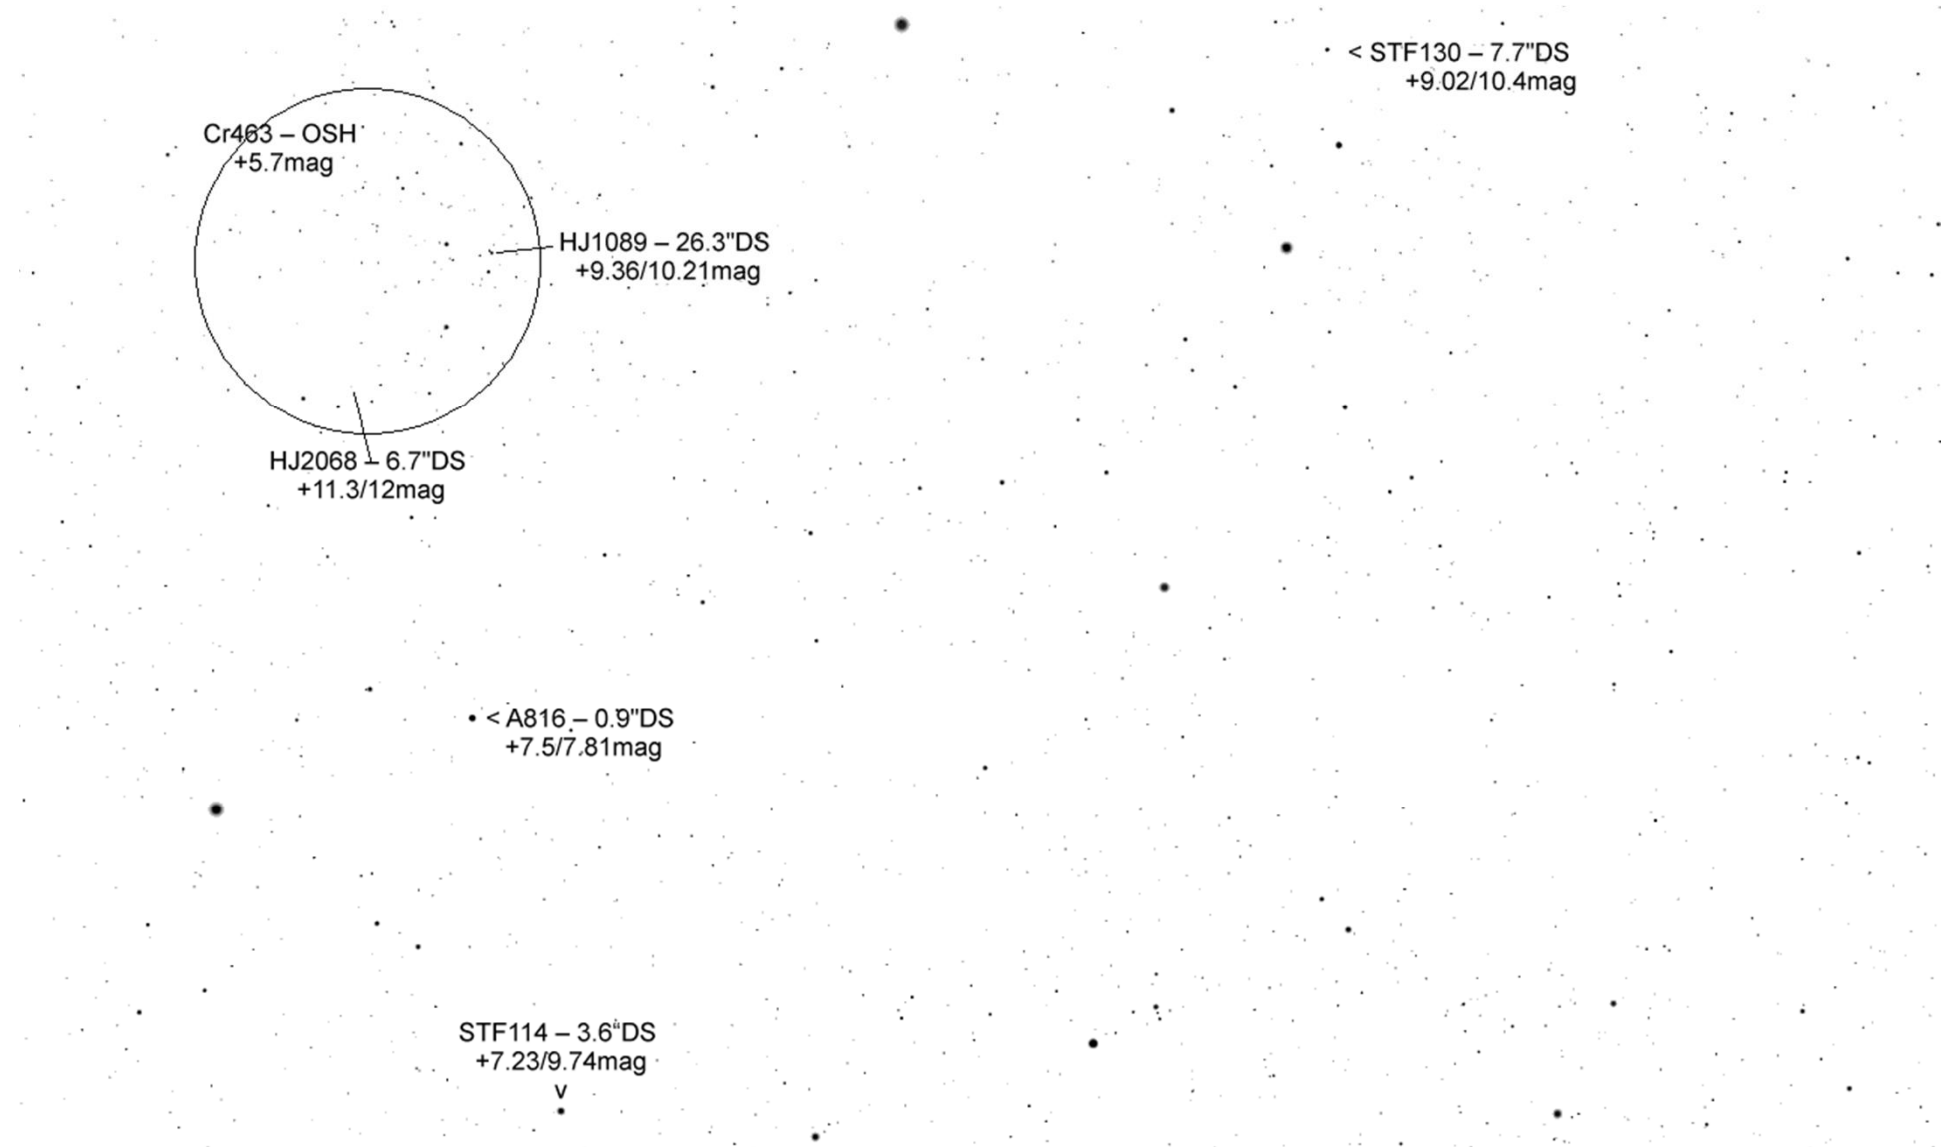 < STF130 – 7.7"DS
+9.02/10.4mag
Cr463 – OSH
+5.7mag
HJ1089 – 26.3"DS
+9.36/10.21mag
HJ2068 – 6.7"DS
+11.3/12mag
< A816 – 0.9"DS
+7.5/7.81mag
STF114 – 3.6“DS
+7.23/9.74mag
v